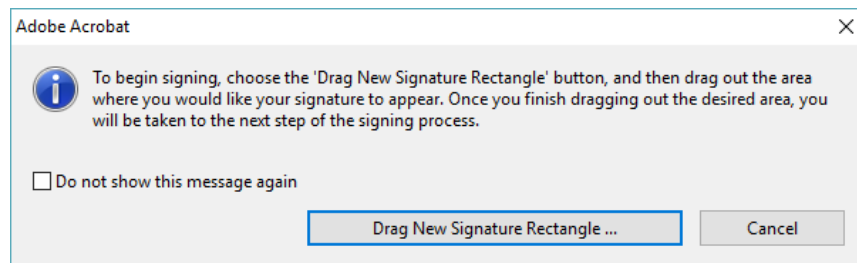 Adobe Acrobat
To begin signing, choose the 'Drag New Signature Rectangle' button, and then drag out the area
where you would like your signature to appear. Once you finish dragging out the desired area, you
will be taken to the next step of the signing process.
Do not show this message again
Drag New Signature Rectangle ...
Cancel